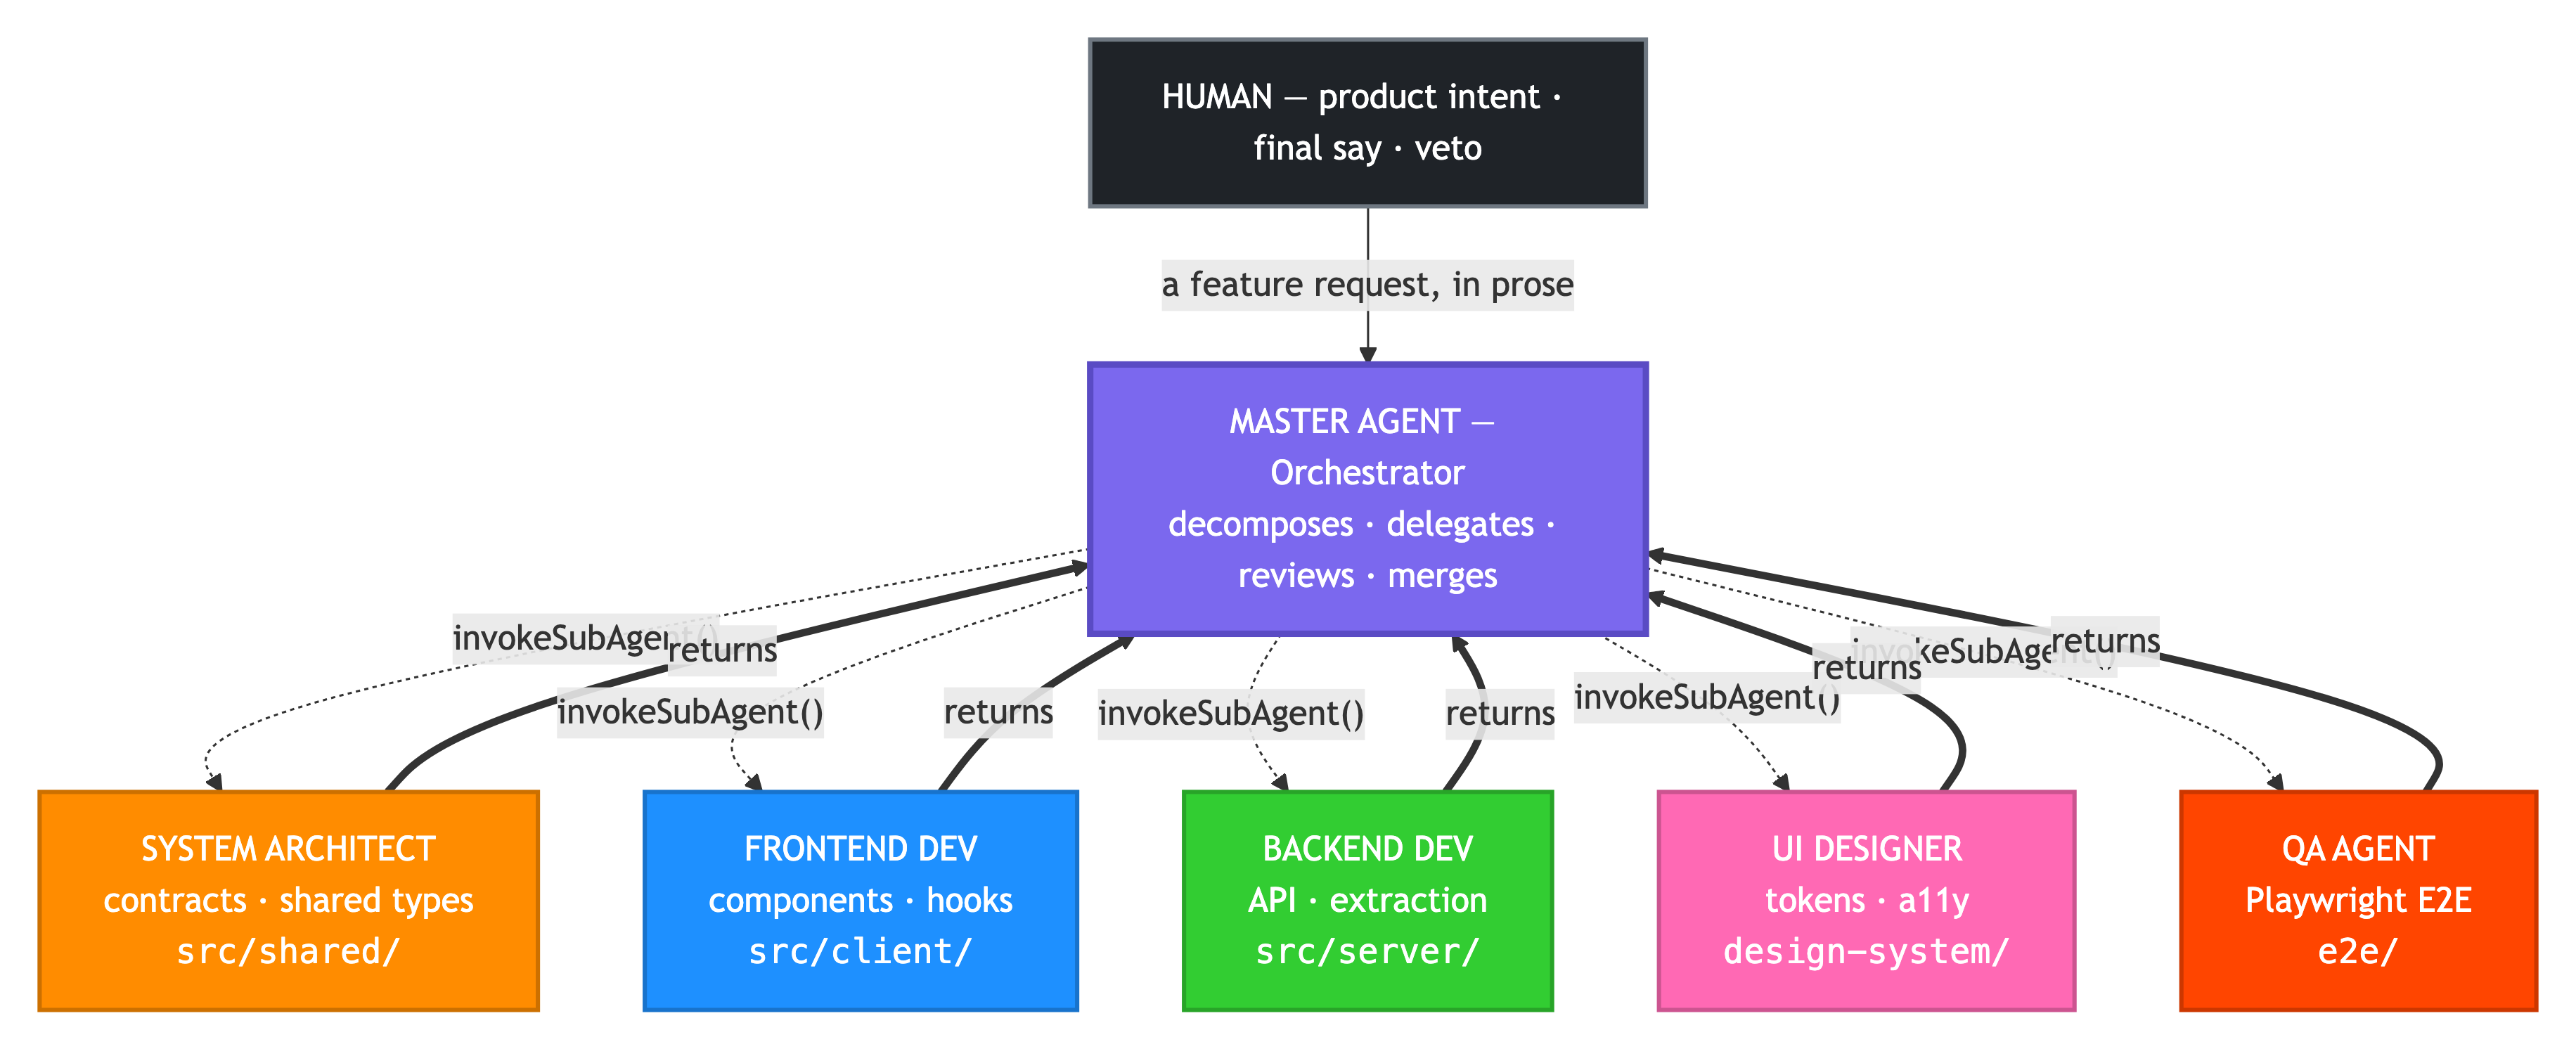 HUMAN — product intent ·
final say · veto
a feature request, in prose
MASTER AGENT —
Orchestrator
decomposes · delegates ·
reviews · merges
invokeSubAgent()
returns
invokeSubAgent()
returns
invokeSubAgent()
returns
invokeSubAgent()
returns
invokeSubAgent()
returns
SYSTEM ARCHITECT
contracts · shared types
src/shared/
FRONTEND DEV
components · hooks
src/client/
BACKEND DEV
API · extraction
src/server/
UI DESIGNER
tokens · a11y
design-system/
QA AGENT
Playwright E2E
e2e/